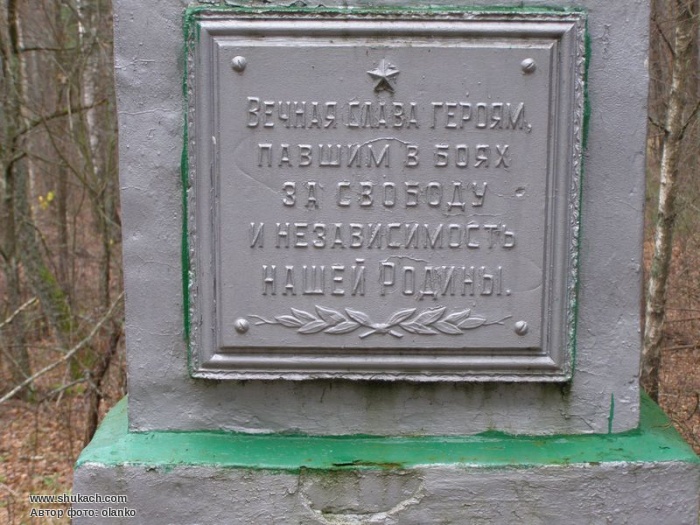 Вечная слава героям,
павшим в боях
за свободу
и независимость
нашей Родины.
www.shukach.com
Автор фото: olanko